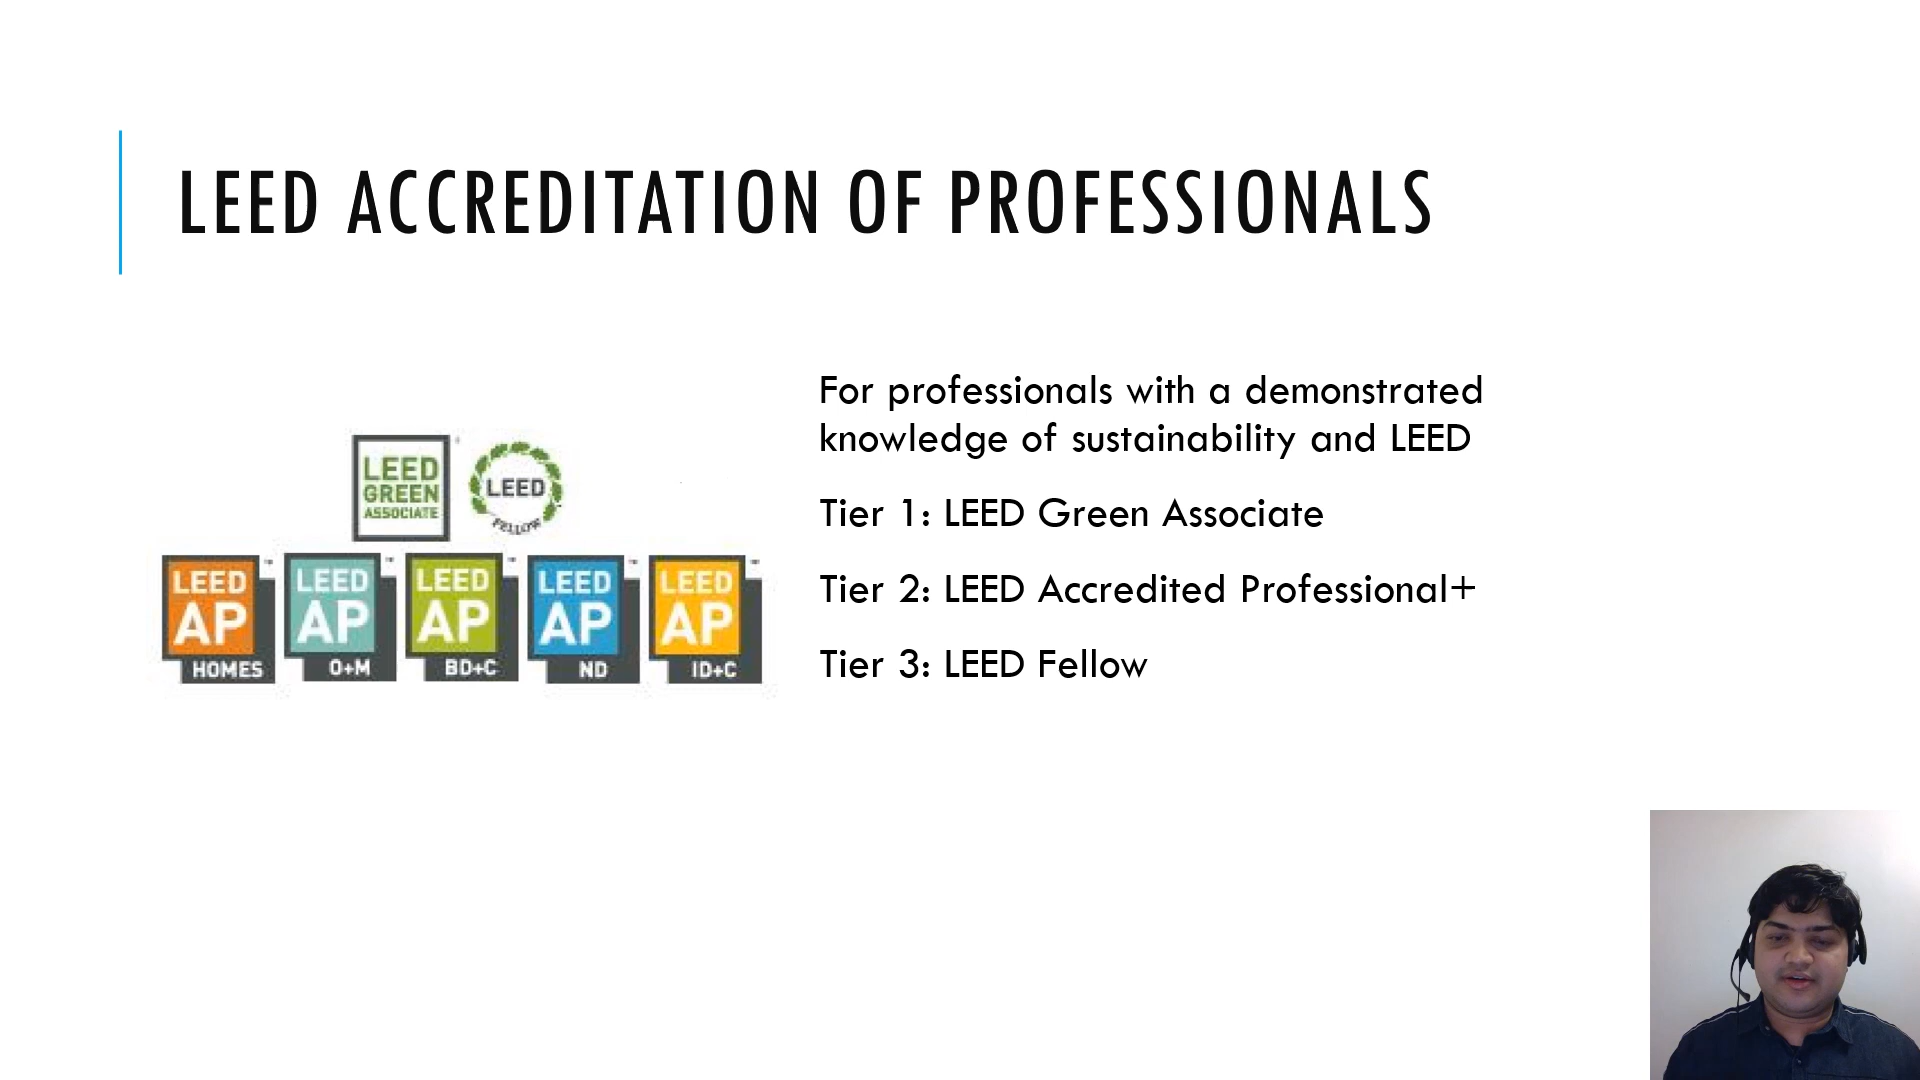 LEED ACCREDITATION OF PROFESSIONALS
LEED
GREEN
ASSOCIATE
LEED
FELLOW
LEED
AP
HOMES
LEED
AP
O+M
LEED
AP
BD+C
LEED
AP
ND
LEED
AP
ID+C
For professionals with a demonstrated
knowledge of sustainability and LEED
Tier 1: LEED Green Associate
Tier 2: LEED Accredited Professional+
Tier 3: LEED Fellow